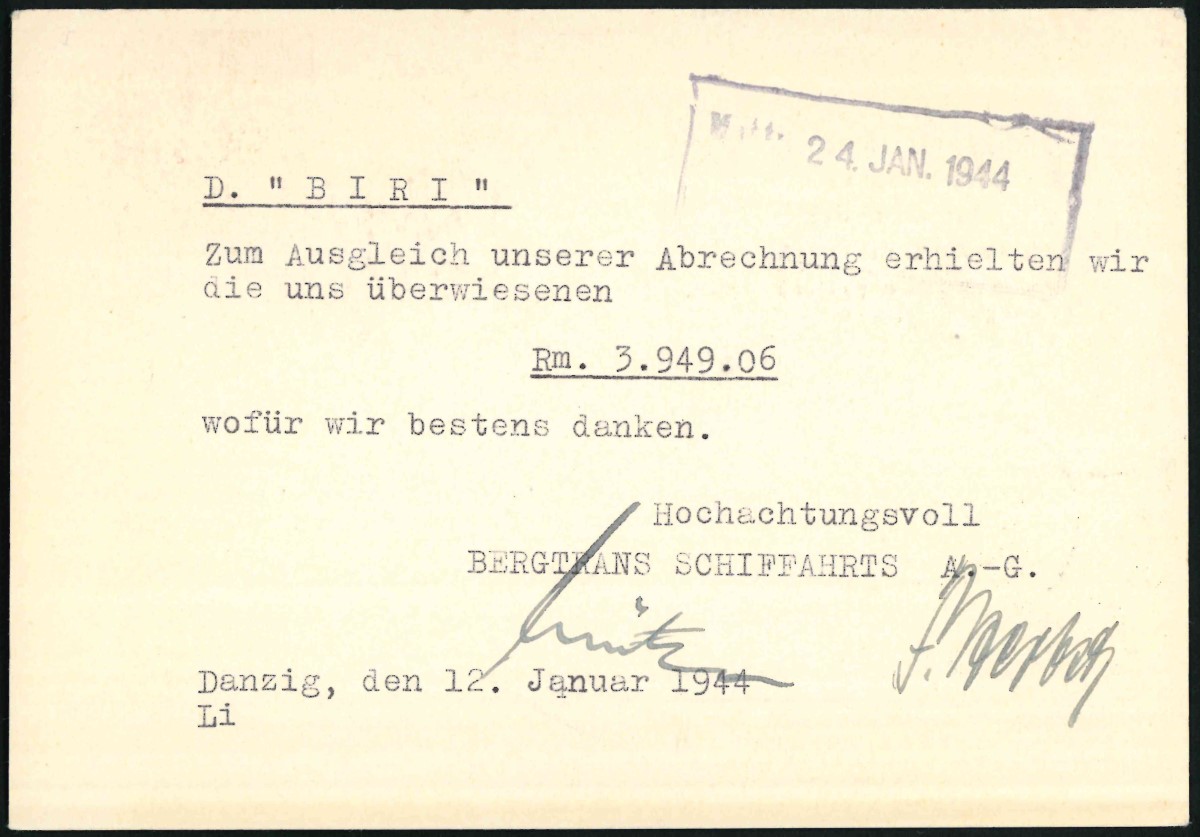 24. JAN. 1944
D. "B I R I"
Zum Ausgleich unserer Abrechnung erhielten wir
die uns überwiesenen
Rm. 3.949.06
wofür wir bestens danken.
Hochachtungsvoll
BERGTRANS SCHIFFAHRTS A.-G.
Danzig, den 12. Januar 1944
Li